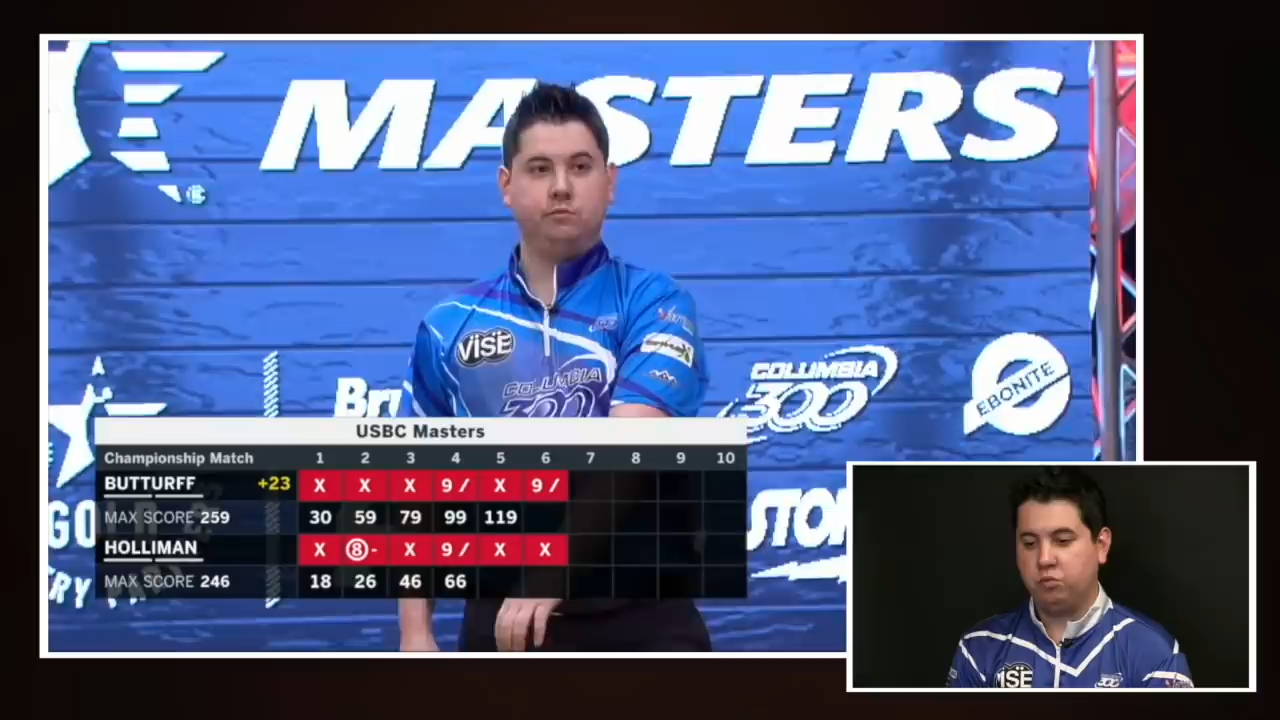 MASTERS
VISE
COLUMBIA
300
COLUMBIA
300
EBONITE
USBC Masters
Championship Match 1 2 3 4 5 6 7 8 9 10
BUTTURFF +23 X X X 9 / X 9 /
MAX SCORE 259 30 59 79 99 119
HOLLIMAN X 8 - X 9 / X X
MAX SCORE 246 18 26 46 66
300